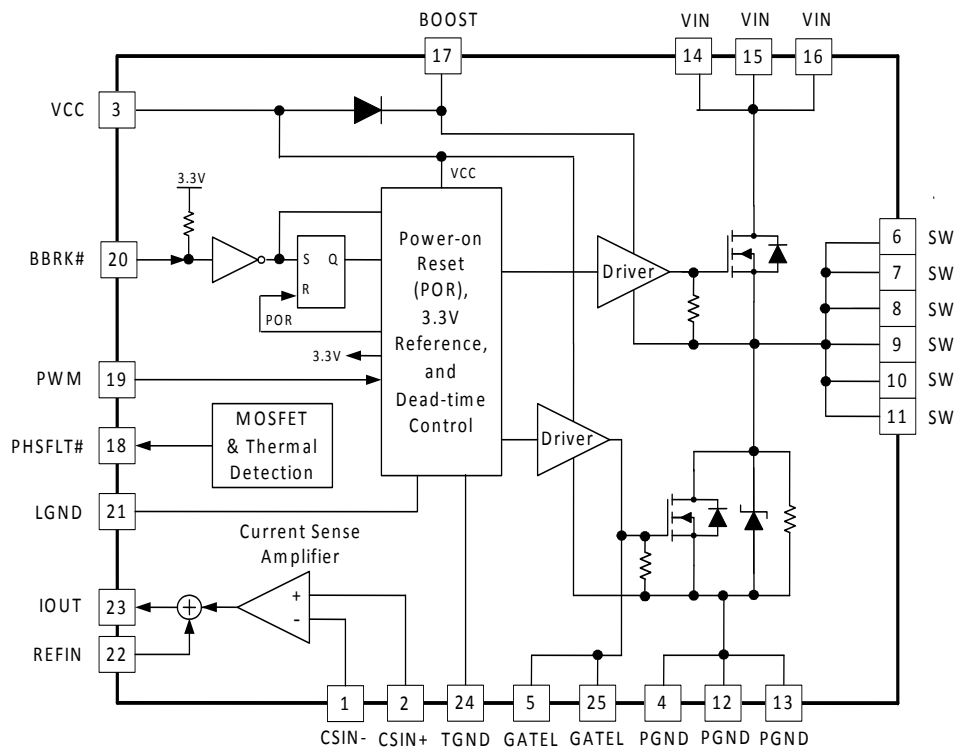 BOOST
VIN
VIN
VIN
17
14
15
16
VCC
3
VCC
3.3V
BBRK#
20
S
Q
R
POR
3.3V
Power-on
Reset
(POR),
3.3V
Reference,
and
Dead-time
Control
Driver
6
SW
7
SW
8
SW
9
SW
10
SW
11
SW
PWM
19
PHSFLT#
18
MOSFET
& Thermal
Detection
Driver
LGND
21
Current Sense
Amplifier
IOUT
23
+
+
-
REFIN
22
1
2
24
5
25
4
12
13
CSIN-
CSIN+
TGND
GATEL
GATEL
PGND
PGND
PGND